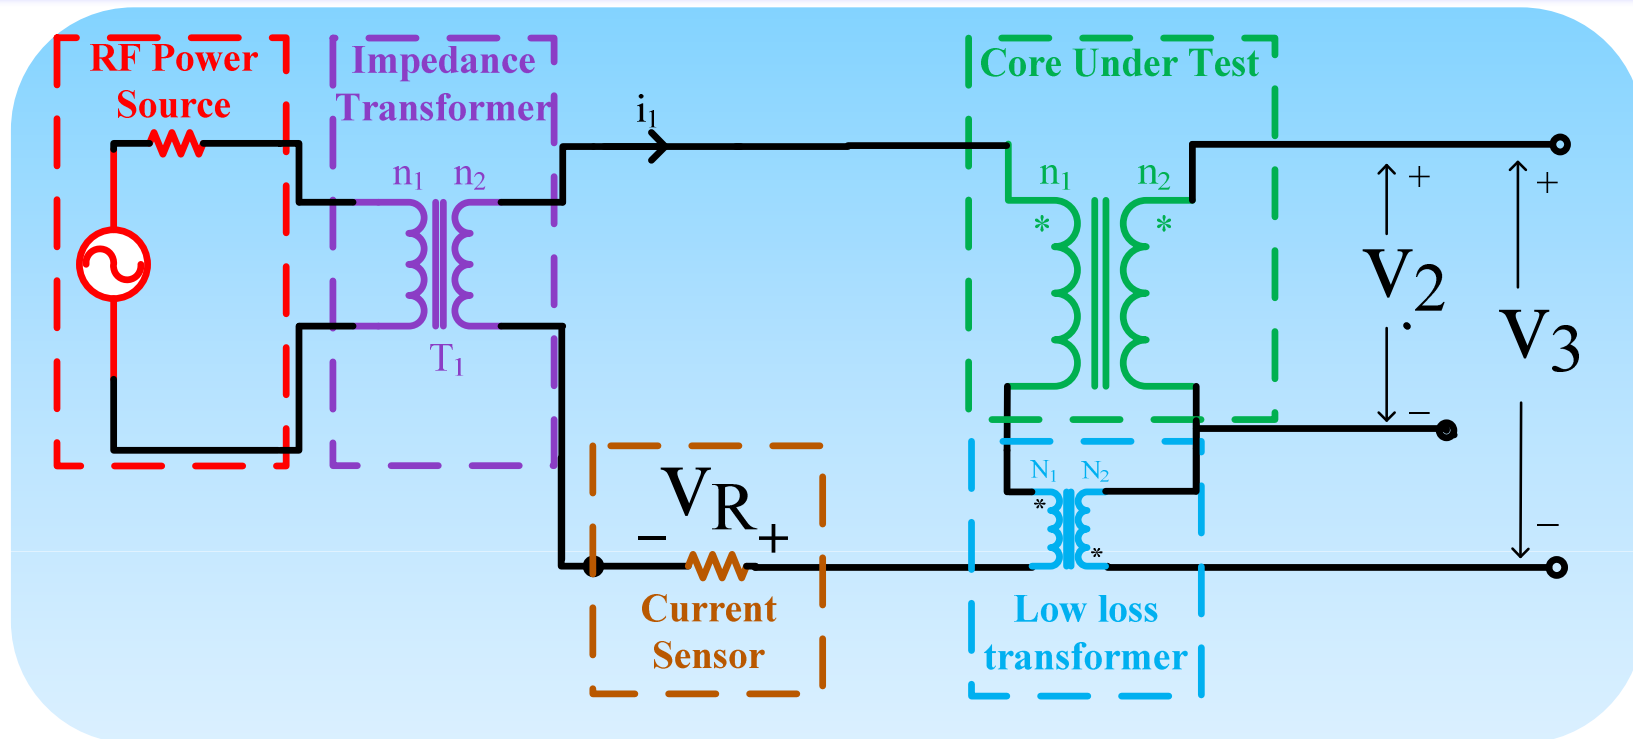 RF Power
Source
Impedance
Transformer
n₁ n₂
T₁
i₁
Core Under Test
n₁ n₂
* *
+
V₂
−
+
V₃
−
N₁ N₂
*
*
Low loss
transformer
V_R
− +
Current
Sensor